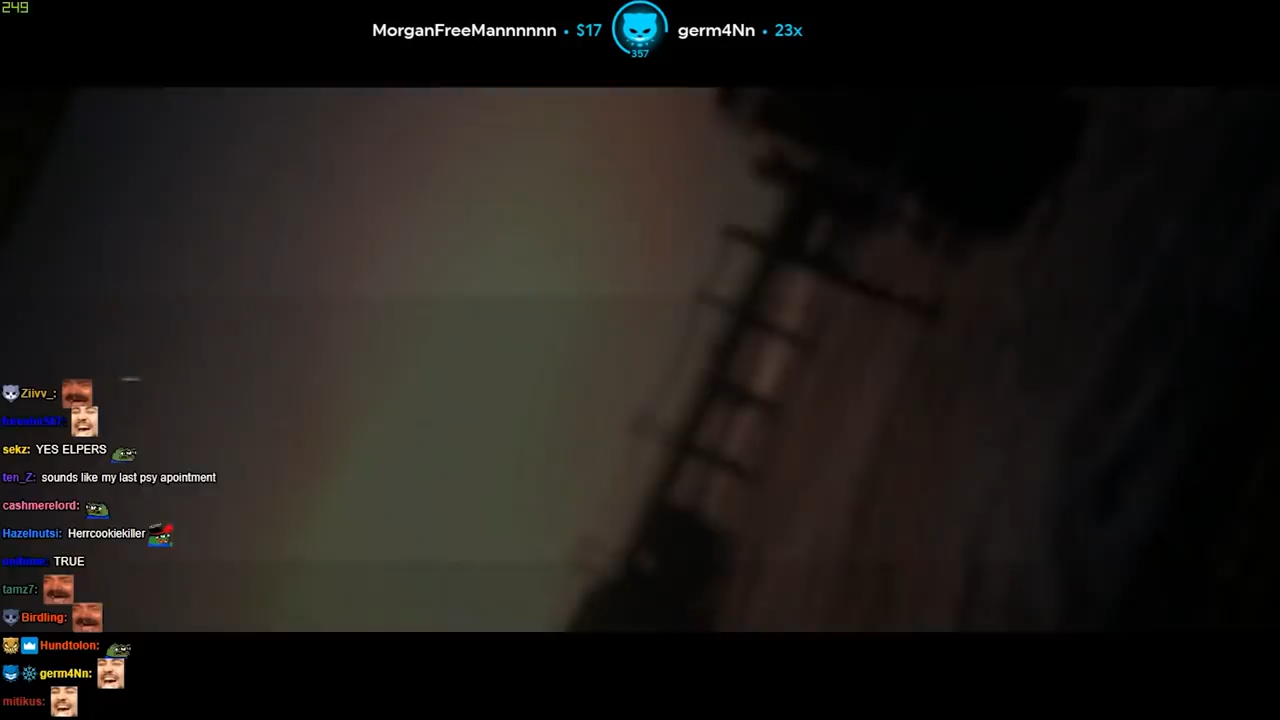 249
MorganFreeMannnnnn • $17
357
germ4Nn • 23x
Ziivv_:
sekz: YES ELPERS
ten_Z: sounds like my last psy apointment
cashmerelord:
Hazelnutsi: Herrcookiekiller
TRUE
tamz7:
Birdling:
Hundtolon:
germ4Nn:
mitikus: